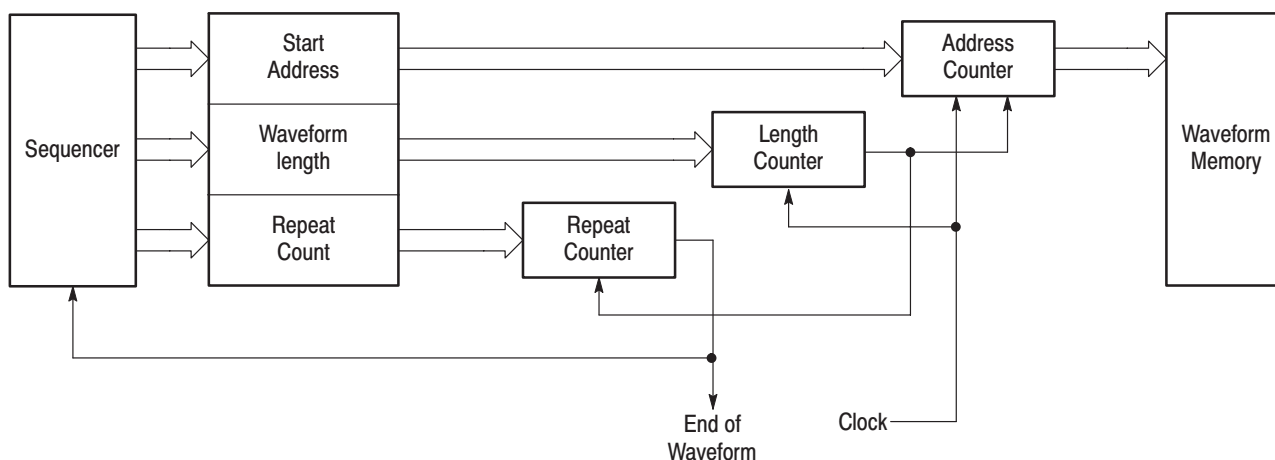 Sequencer
Start
Address
Waveform
length
Repeat
Count
Repeat
Counter
Length
Counter
Address
Counter
Waveform
Memory
End of
Waveform
Clock